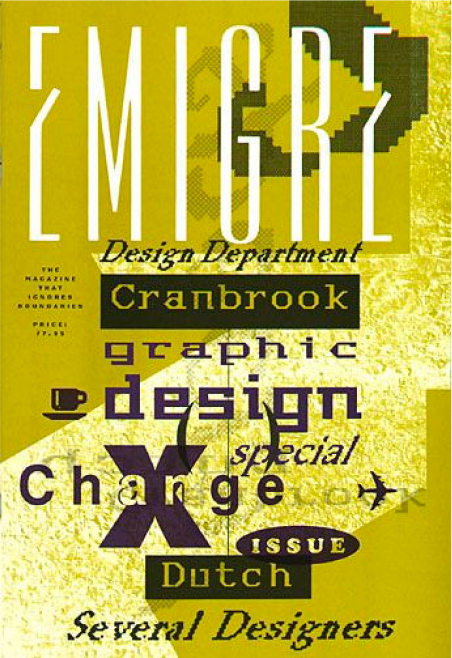 EMIGRE
Design Department
THE
MAGAZINE
THAT
IGNORES
BOUNDARIES
PRICE:
$7.95
Cranbrook
graphic
design
( )
special
X
Change
ISSUE
Dutch
Several Designers